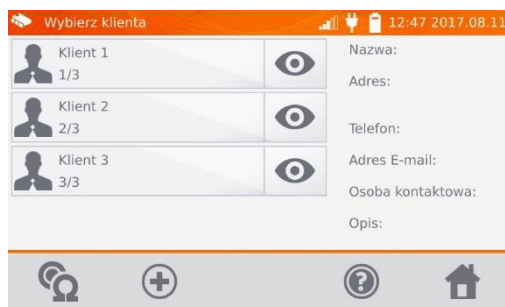 Wybierz klienta
12:47 2017.08.11
Klient 1
1/3
Klient 2
2/3
Klient 3
3/3
Nazwa:
Adres:
Telefon:
Adres E-mail:
Osoba kontaktowa:
Opis: